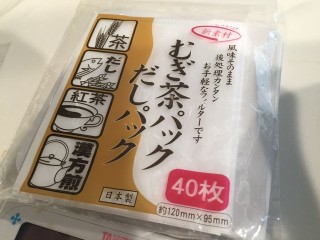 新素材
風味そのまま
後処理カンタン
お手軽なフィルターです
むぎ茶パック
だしパック
茶
だし
紅茶
漢方煎
日本製
40枚
約120mm×95mm